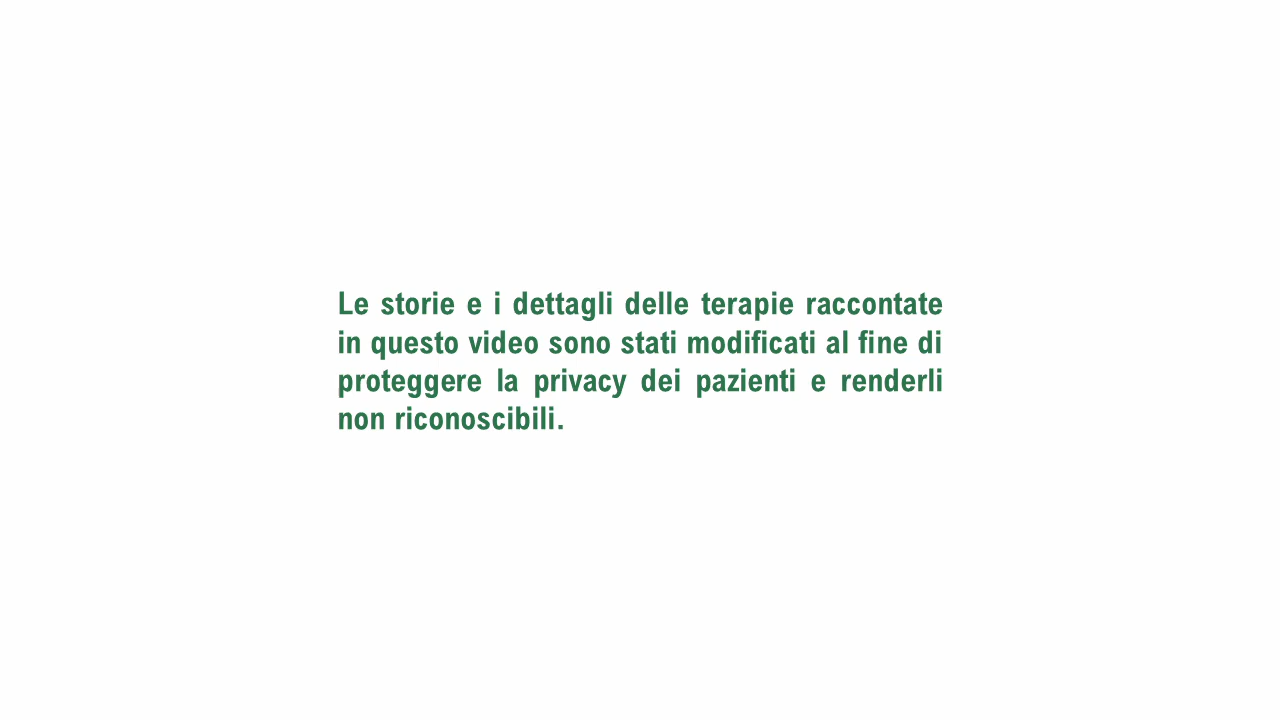 Le storie e i dettagli delle terapie raccontate
in questo video sono stati modificati al fine di
proteggere la privacy dei pazienti e renderli
non riconoscibili.